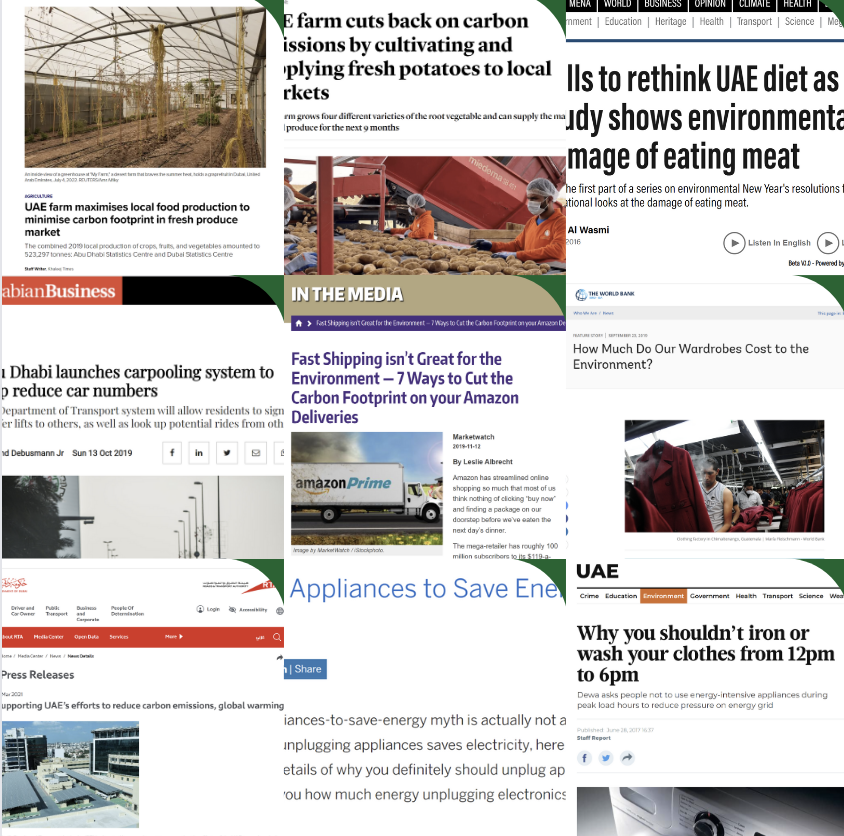 An inside view of a greenhouse at "My Farm," a desert farm that braves the summer heat, holds a grapefruit in Dubai, United
Arab Emirates, July 4, 2023. REUTERS/Amr Alfiky
AGRICULTURE
UAE farm maximises local food production to
minimise carbon footprint in fresh produce
market
The combined 2019 local production of crops, fruits, and vegetables amounted to
523,297 tonnes: Abu Dhabi Statistics Centre and Dubai Statistics Centre
Staff Writer, Khaleej Times
E farm cuts back on carbon
issions by cultivating and
plying fresh potatoes to local
rkets
rm grows four different varieties of the root vegetable and can supply the ma
produce for the next 9 months
miedema
MENA | WORLD | BUSINESS | OPINION | CLIMATE | HEALTH
nment | Education | Heritage | Health | Transport | Science | Me
lls to rethink UAE diet as
udy shows environmenta
mage of eating meat
he first part of a series on environmental New Year's resolutions f
ational looks at the damage of eating meat.
Al Wasmi
2016
Listen In English
Beta V1.0 - Powered by
abianBusiness
u Dhabi launches carpooling system to
p reduce car numbers
Department of Transport system will allow residents to sign
er lifts to others, as well as look up potential rides from oth
nd Debusmann Jr Sun 13 Oct 2019
IN THE MEDIA
Fast Shipping isn't Great for the Environment – 7 Ways to Cut the Carbon Footprint on your Amazon De
Fast Shipping isn't Great for the
Environment – 7 Ways to Cut the
Carbon Footprint on your Amazon
Deliveries
amazonPrime
Image by MarketWatch / iStockphoto.
Marketwatch
2019-11-12
By Leslie Albrecht
Amazon has streamlined online
shopping so much that most of us
think nothing of clicking "buy now"
and finding a package on our
doorstep before we've eaten the
next day's dinner.
The mega-retailer has roughly 100
million subscribers to its $119-a-
THE WORLD BANK
Who We Are / News
This page in:
FEATURE STORY | SEPTEMBER 23, 2019
How Much Do Our Wardrobes Cost to the
Environment?
Clothing factory in Chimaltenango, Guatemala | Maria Fleischmann - World Bank
RTA
Driver and
Car Owner
Public
Transport
Business
and
Corporate
People Of
Determination
Login
Accessibility
bout RTA Media Center Open Data Services More
عربي
ome / Media Center / News / News Details
Press Releases
Mar 2021
upporting UAE's efforts to reduce carbon emissions, global warming
Appliances to Save Ene
| Share
iances-to-save-energy myth is actually not a
unplugging appliances saves electricity, here
etails of why you definitely should unplug ap
you how much energy unplugging electronics
UAE
Crime Education Environment Government Health Transport Science Wea
Why you shouldn't iron or
wash your clothes from 12pm
to 6pm
Dewa asks people not to use energy-intensive appliances during
peak load hours to reduce pressure on energy grid
Published: June 28, 2017 16:37
Staff Report